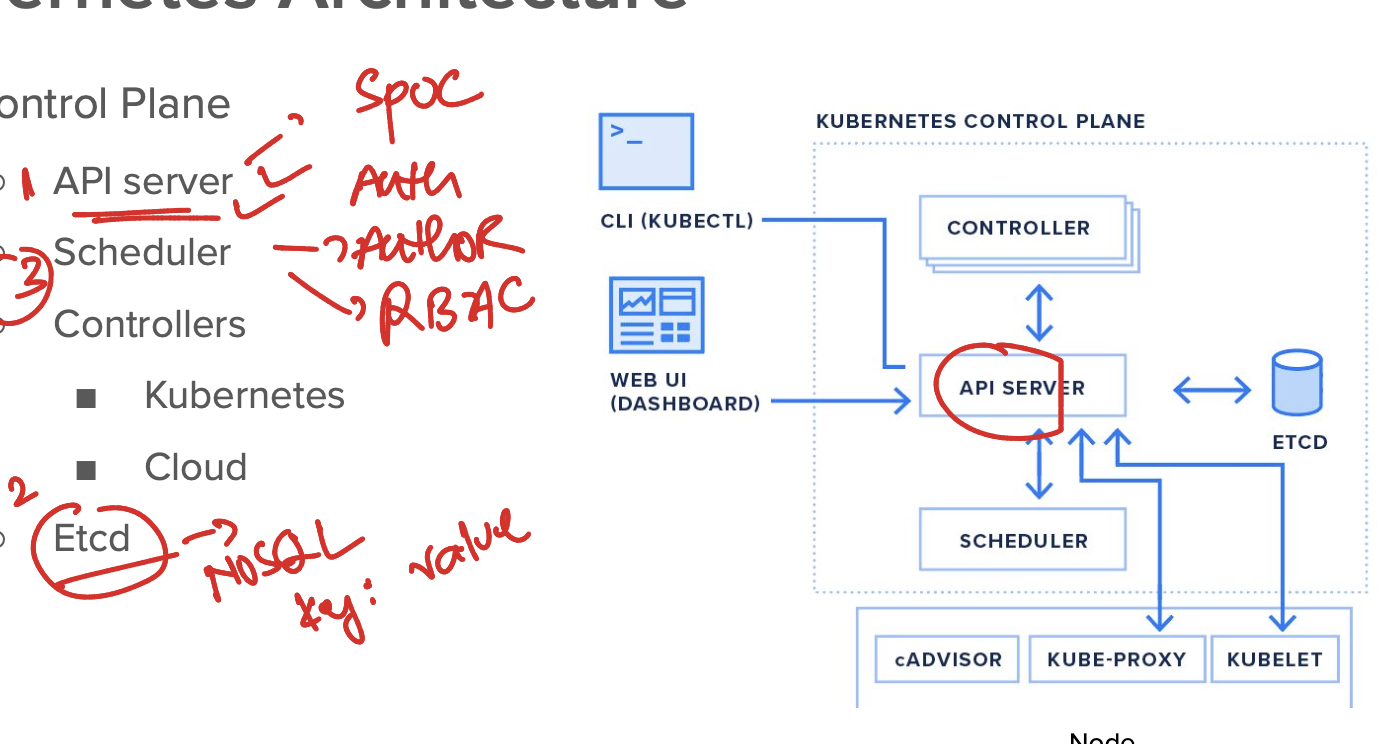 ernetes Architecture
ontrol Plane
SPOC
1 API server
Auth
3 Scheduler
AuthOR
RBAC
Controllers
■ Kubernetes
■ Cloud
2
Etcd
NOSQL
key: value
>_
CLI (KUBECTL)
WEB UI
(DASHBOARD)
KUBERNETES CONTROL PLANE
CONTROLLER
API SERVER
ETCD
SCHEDULER
cADVISOR
KUBE-PROXY
KUBELET
Node